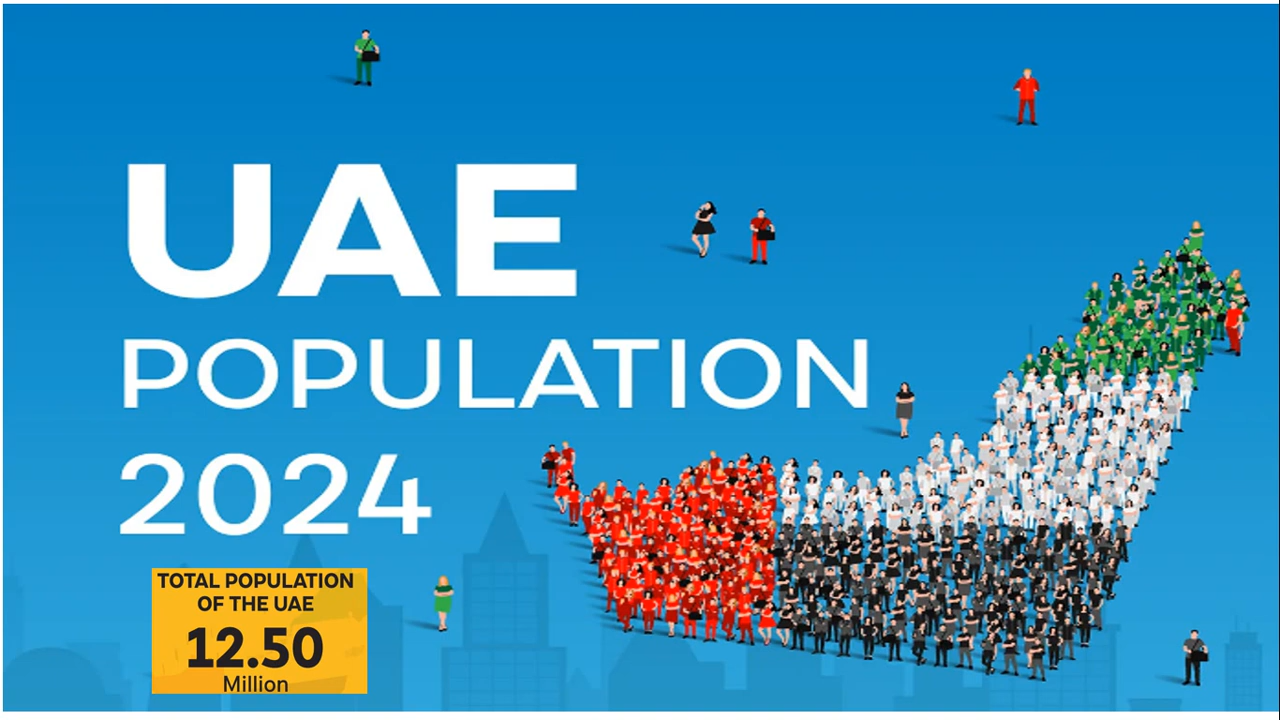 UAE
POPULATION
2024
TOTAL POPULATION
OF THE UAE
12.50
Million